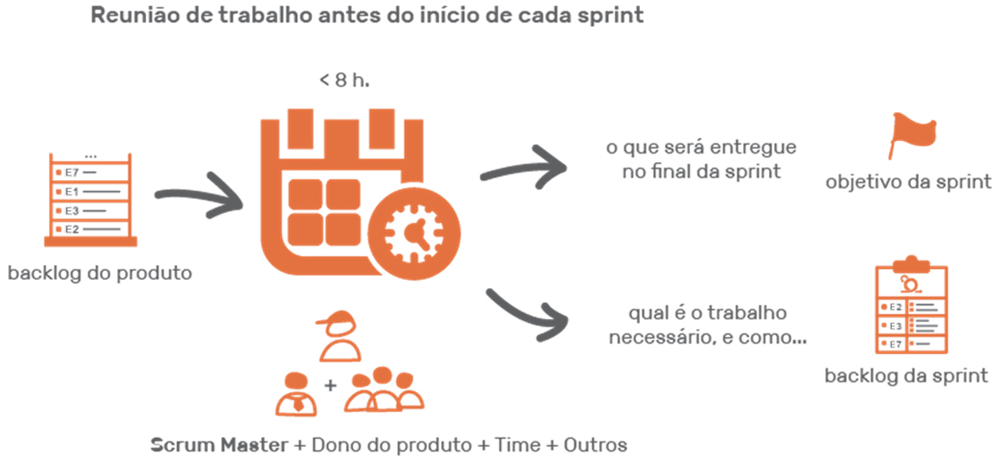 Reunião de trabalho antes do início de cada sprint
< 8 h.
...
E7
E1
E3
E2
backlog do produto
o que será entregue
no final da sprint
objetivo da sprint
qual é o trabalho
necessário, e como...
E2
E3
E7
backlog da sprint
+
Scrum Master + Dono do produto + Time + Outros